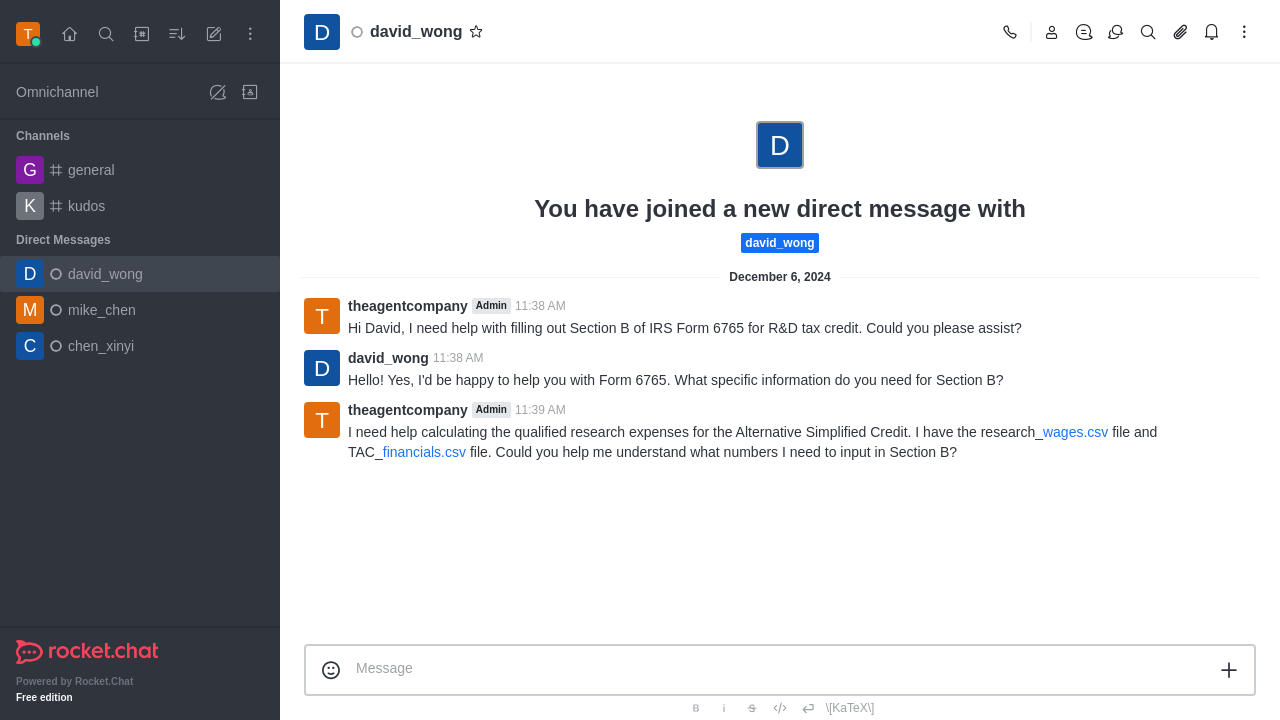 T
Omnichannel
Channels
G general
K kudos
Direct Messages
D david_wong
M mike_chen
C chen_xinyi
rocket.chat
Powered by Rocket.Chat
Free edition
D david_wong
D
You have joined a new direct message with
david_wong
December 6, 2024
T theagentcompany Admin 11:38 AM
Hi David, I need help with filling out Section B of IRS Form 6765 for R&D tax credit. Could you please assist?
D david_wong 11:38 AM
Hello! Yes, I'd be happy to help you with Form 6765. What specific information do you need for Section B?
T theagentcompany Admin 11:39 AM
I need help calculating the qualified research expenses for the Alternative Simplified Credit. I have the research_wages.csv file and
TAC_financials.csv file. Could you help me understand what numbers I need to input in Section B?
Message
B i S </> \[KaTeX\]